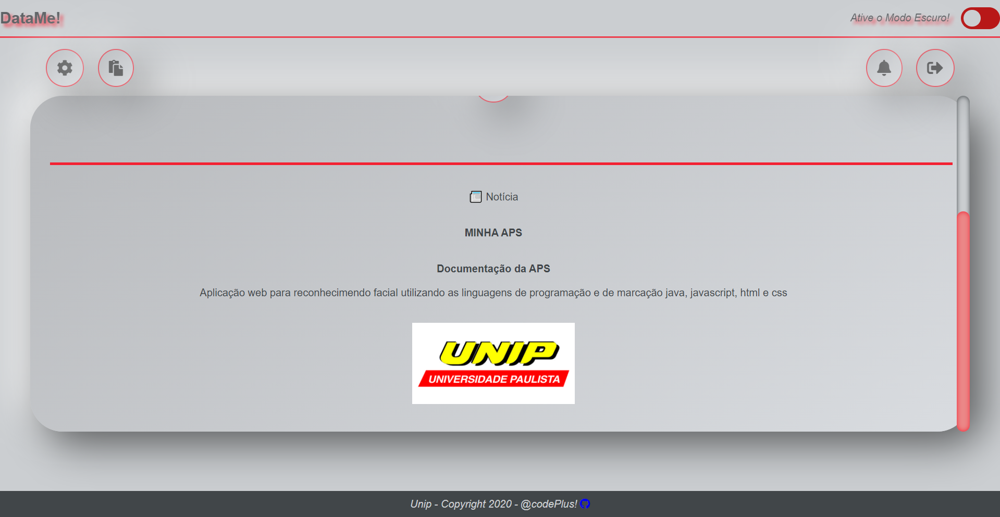 DataMe!
Ative o Modo Escuro!
Notícia
MINHA APS
Documentação da APS
Aplicação web para reconhecimendo facial utilizando as linguagens de programação e de marcação java, javascript, html e css
UNIP
UNIVERSIDADE PAULISTA
Unip - Copyright 2020 - @codePlus!